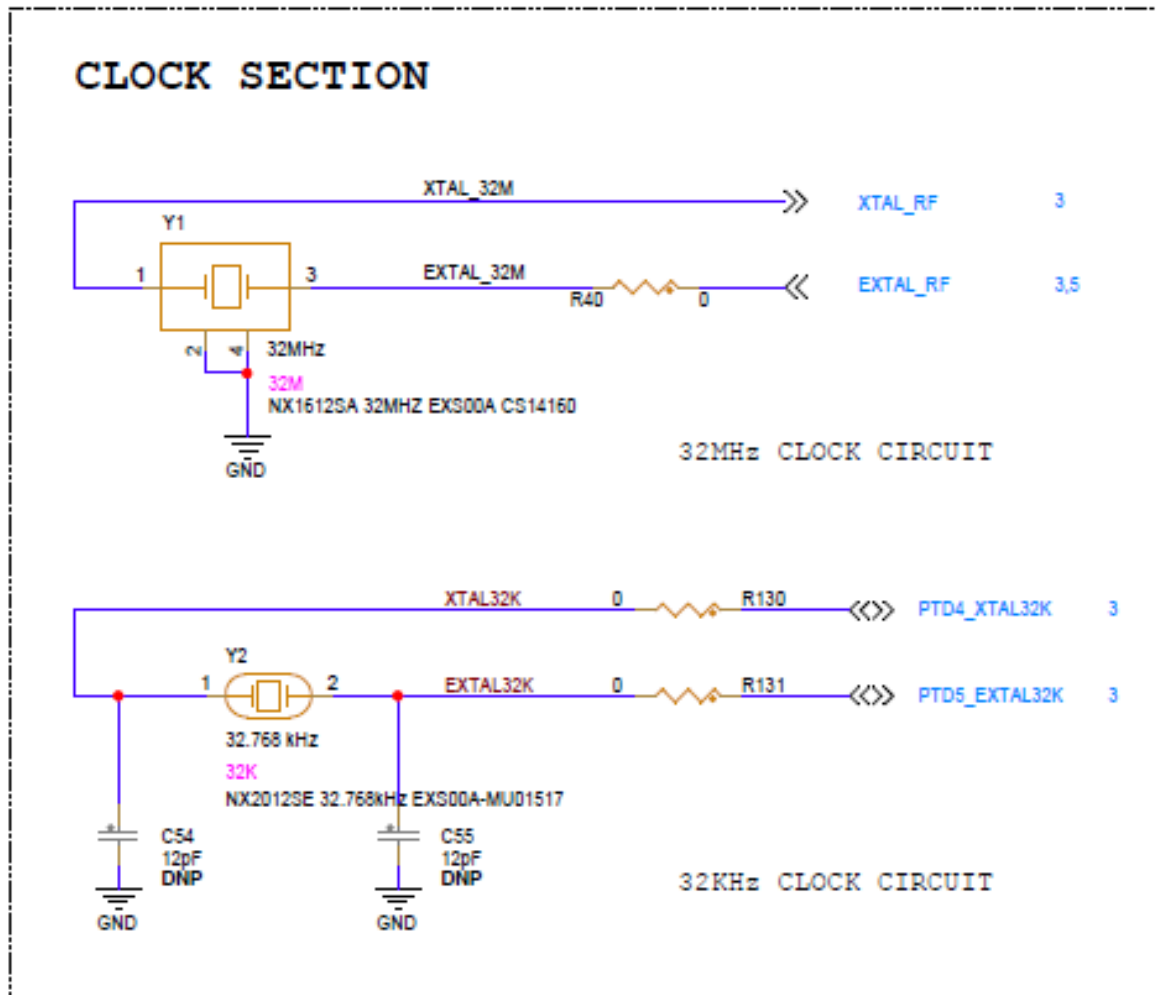 CLOCK SECTION
XTAL_32M
XTAL_RF 3
Y1
1 3
EXTAL_32M
R40 0
EXTAL_RF 3,5
2 4
32MHz
32M
NX1612SA 32MHZ EXS00A CS14160
GND
32MHz CLOCK CIRCUIT
XTAL32K 0 R130
PTD4_XTAL32K 3
Y2
1 2
EXTAL32K 0 R131
PTD5_EXTAL32K 3
32.768 kHz
32K
NX2012SE 32.768kHz EXS00A-MU01517
C54
12pF
DNP
C55
12pF
DNP
GND
GND
32KHz CLOCK CIRCUIT